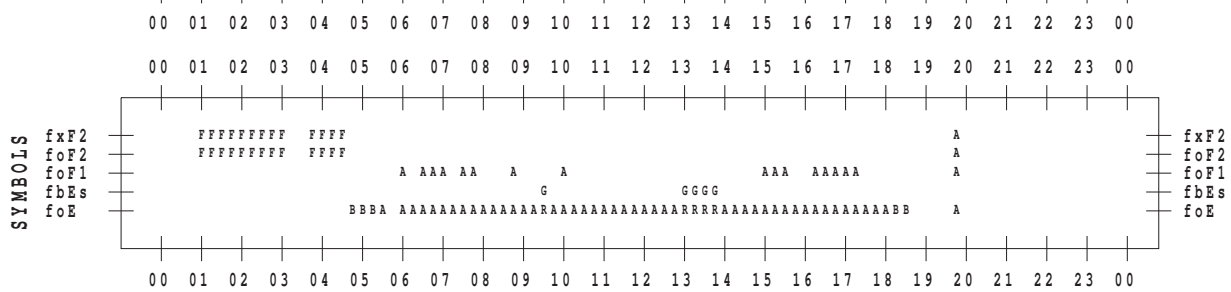 00 01 02 03 04 05 06 07 08 09 10 11 12 13 14 15 16 17 18 19 20 21 22 23 00
00 01 02 03 04 05 06 07 08 09 10 11 12 13 14 15 16 17 18 19 20 21 22 23 00
SYMBOLS
fxF2 FFFFFFFFF FFFF A fxF2
foF2 FFFFFFFFF FFFF A foF2
foF1 A AAA AA A A AAA AAAAA A foF1
fbEs G GGGG fbEs
foE BBBA AAAAAAAAAAAAAARAAAAAAAAAAAAARRRRAAAAAAAAAAAAAAAAABB A foE
00 01 02 03 04 05 06 07 08 09 10 11 12 13 14 15 16 17 18 19 20 21 22 23 00